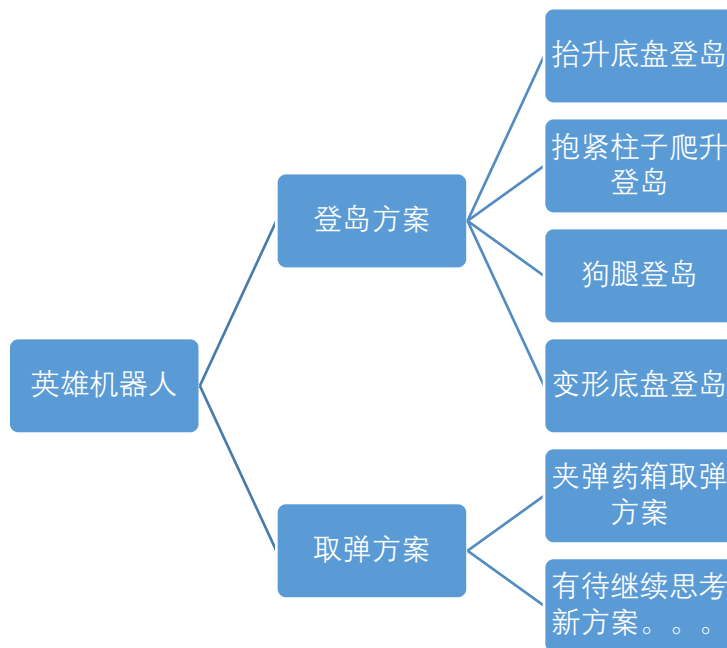 抬升底盘登岛
抱紧柱子爬升
登岛
登岛方案
狗腿登岛
英雄机器人
变形底盘登岛
夹弹药箱取弹
方案
取弹方案
有待继续思考
新方案。。。